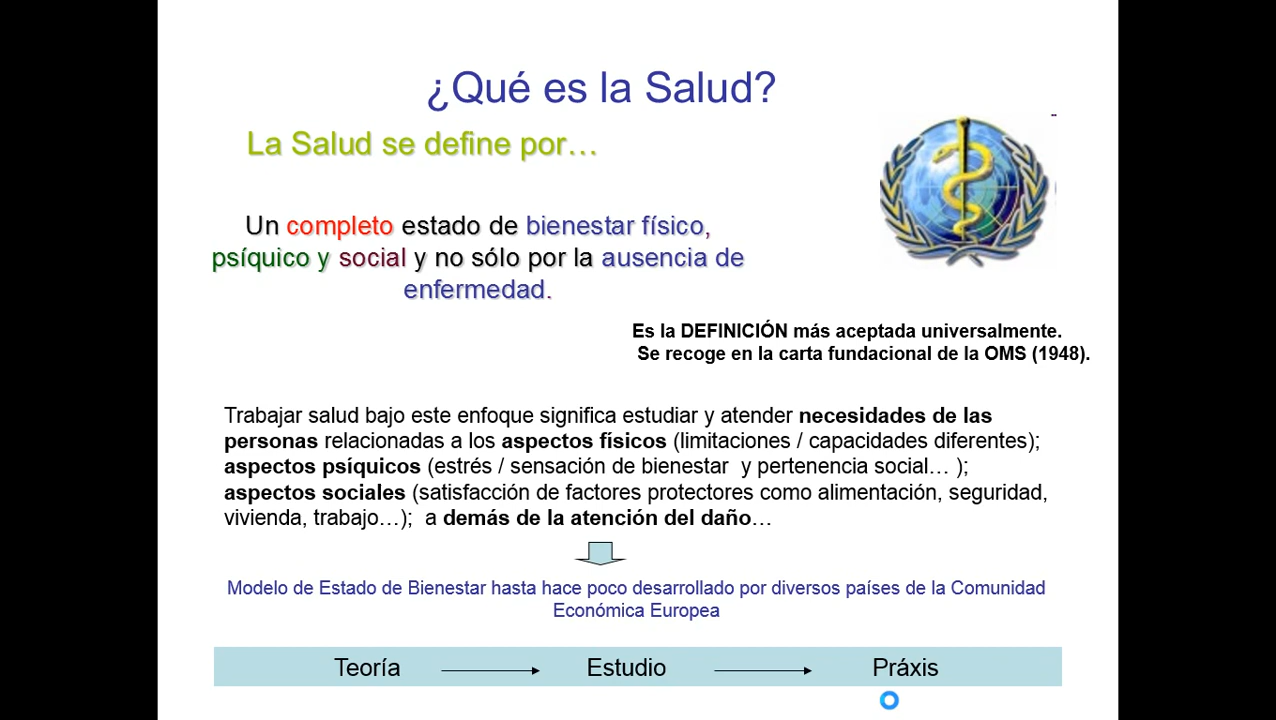 ¿Qué es la Salud?
La Salud se define por…
Un completo estado de bienestar físico,
psíquico y social y no sólo por la ausencia de
enfermedad.
Es la DEFINICIÓN más aceptada universalmente.
Se recoge en la carta fundacional de la OMS (1948).
Trabajar salud bajo este enfoque significa estudiar y atender necesidades de las
personas relacionadas a los aspectos físicos (limitaciones / capacidades diferentes);
aspectos psíquicos (estrés / sensación de bienestar y pertenencia social… );
aspectos sociales (satisfacción de factores protectores como alimentación, seguridad,
vivienda, trabajo…); a demás de la atención del daño…
Modelo de Estado de Bienestar hasta hace poco desarrollado por diversos países de la Comunidad
Económica Europea
Teoría Estudio Práxis